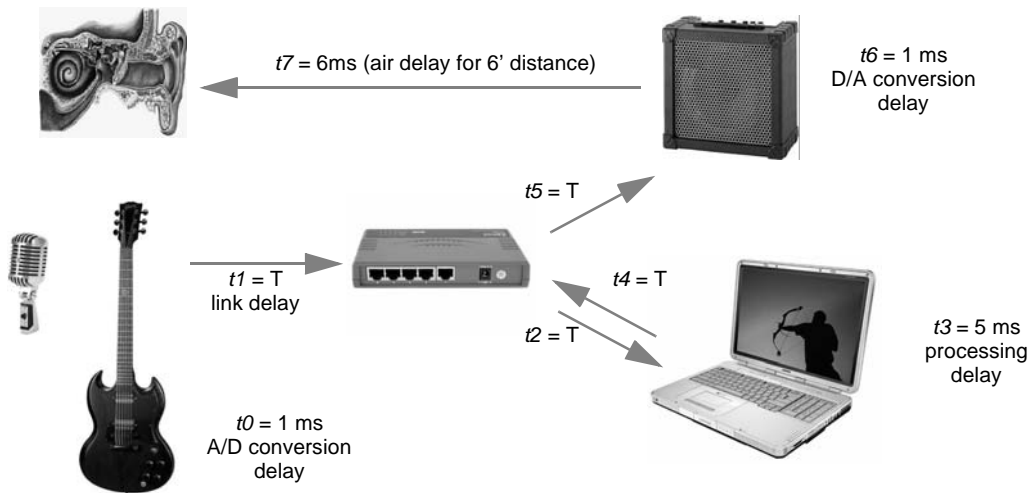 t7 = 6ms (air delay for 6' distance)
t6 = 1 ms
D/A conversion
delay
t5 = T
t1 = T
link delay
t4 = T
t2 = T
t3 = 5 ms
processing
delay
t0 = 1 ms
A/D conversion
delay